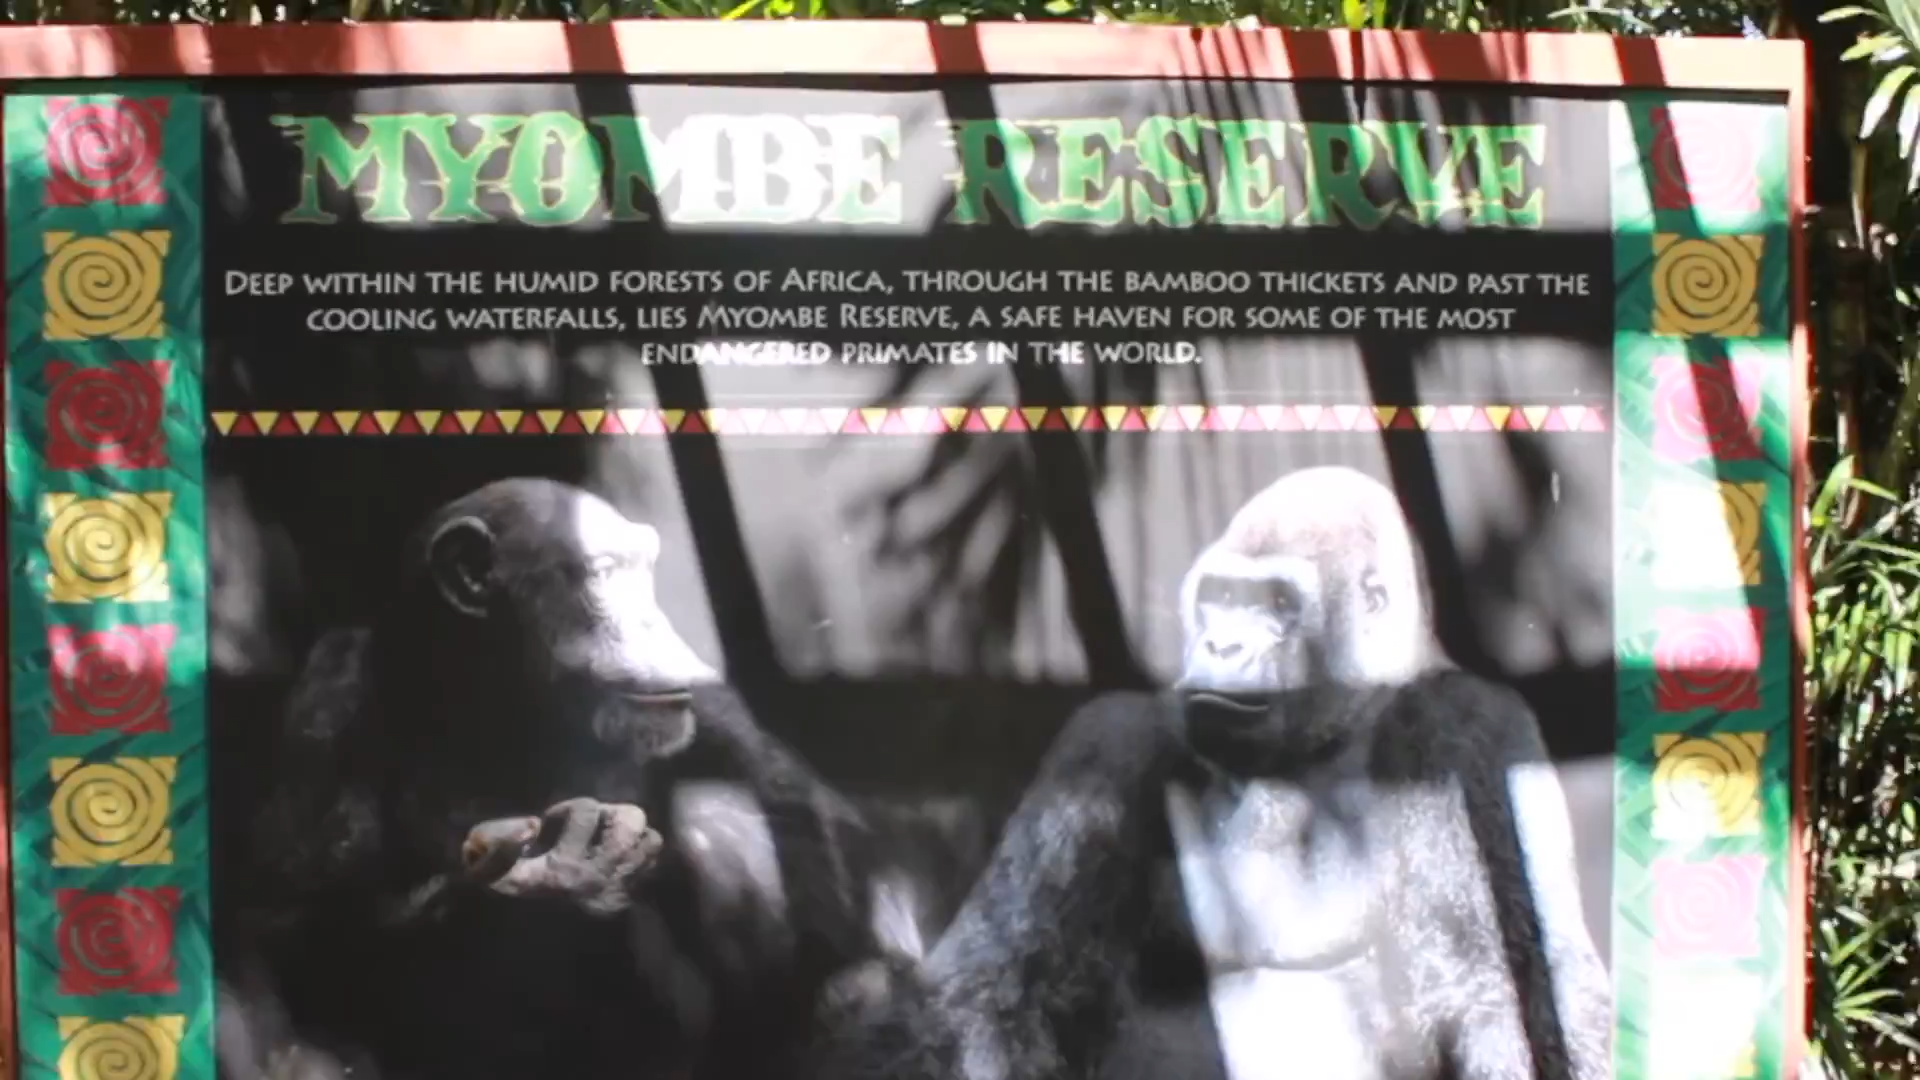 MYOMBE RESERVE
DEEP WITHIN THE HUMID FORESTS OF AFRICA, THROUGH THE BAMBOO THICKETS AND PAST THE
COOLING WATERFALLS, LIES MYOMBE RESERVE, A SAFE HAVEN FOR SOME OF THE MOST
ENDANGERED PRIMATES IN THE WORLD.